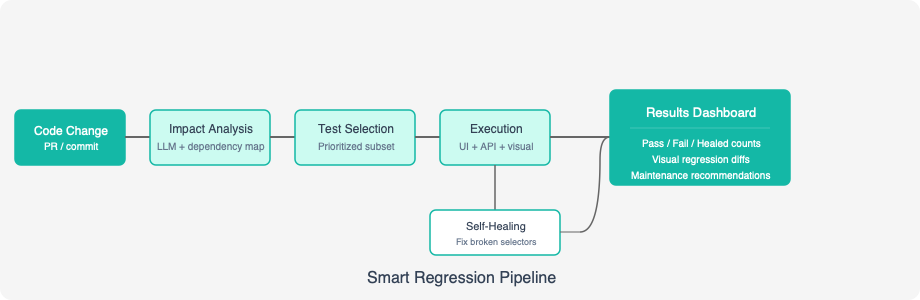 Code Change
PR / commit
Impact Analysis
LLM + dependency map
Test Selection
Prioritized subset
Execution
UI + API + visual
Results Dashboard
Pass / Fail / Healed counts
Visual regression diffs
Maintenance recommendations
Self-Healing
Fix broken selectors
Smart Regression Pipeline